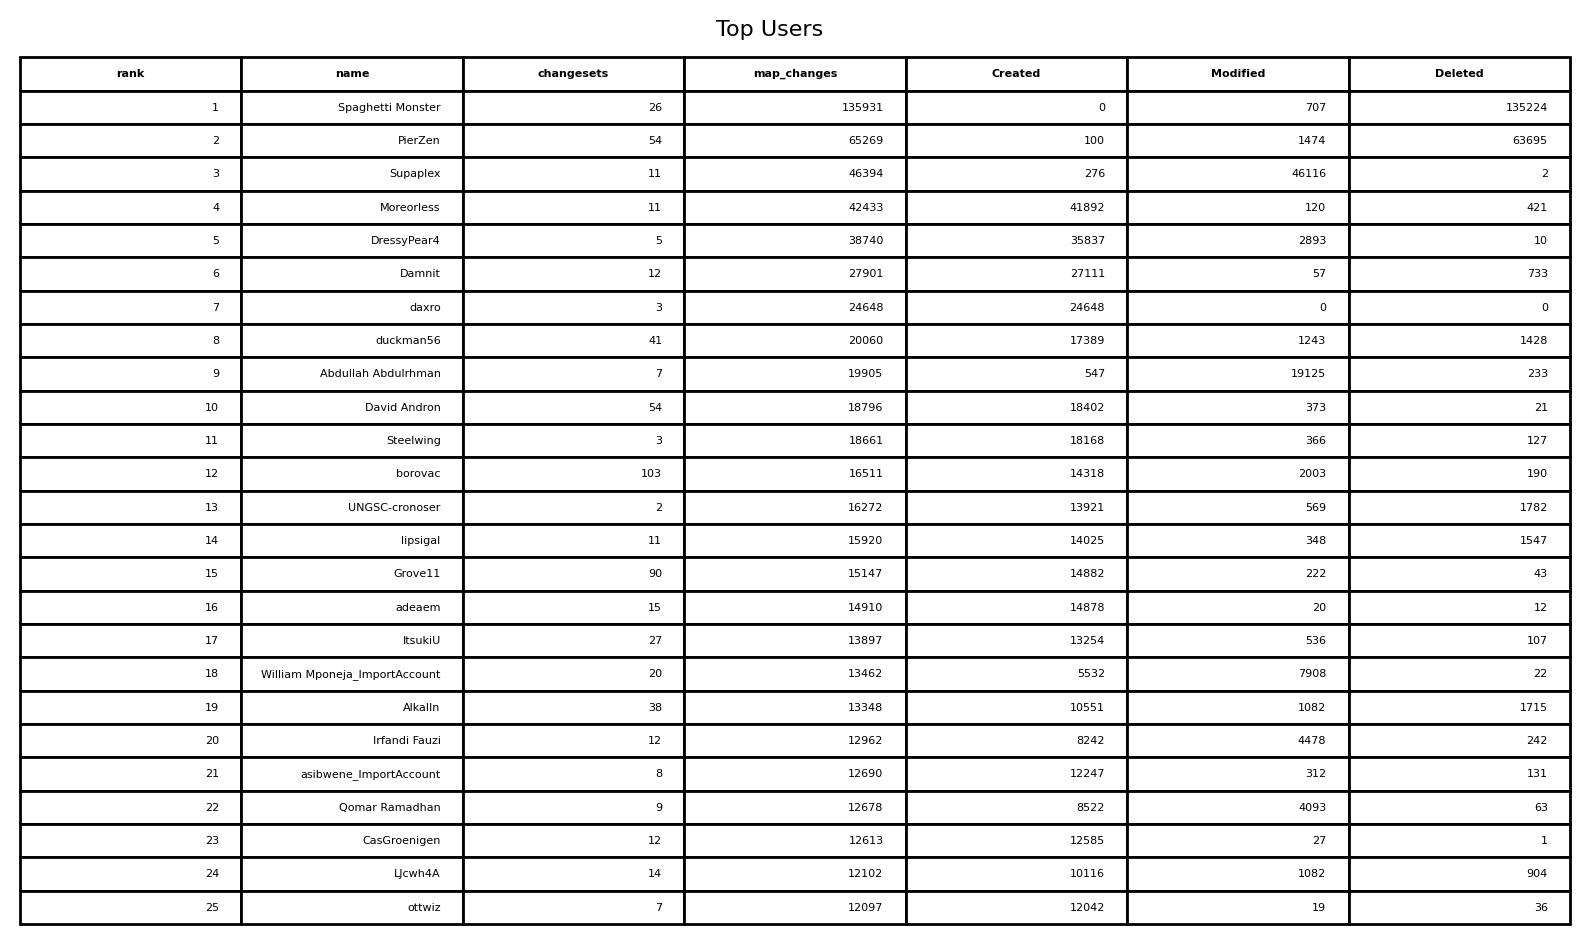 Top Users
rank name changesets map_changes Created Modified Deleted
1 Spaghetti Monster 26 135931 0 707 135224
2 PierZen 54 65269 100 1474 63695
3 Supaplex 11 46394 276 46116 2
4 Moreorless 11 42433 41892 120 421
5 DressyPear4 5 38740 35837 2893 10
6 Damnit 12 27901 27111 57 733
7 daxro 3 24648 24648 0 0
8 duckman56 41 20060 17389 1243 1428
9 Abdullah Abdulrhman 7 19905 547 19125 233
10 David Andron 54 18796 18402 373 21
11 Steelwing 3 18661 18168 366 127
12 borovac 103 16511 14318 2003 190
13 UNGSC-cronoser 2 16272 13921 569 1782
14 lipsigal 11 15920 14025 348 1547
15 Grove11 90 15147 14882 222 43
16 adeaem 15 14910 14878 20 12
17 ItsukiU 27 13897 13254 536 107
18 William Mponeja_ImportAccount 20 13462 5532 7908 22
19 Alkalln 38 13348 10551 1082 1715
20 Irfandi Fauzi 12 12962 8242 4478 242
21 asibwene_ImportAccount 8 12690 12247 312 131
22 Qomar Ramadhan 9 12678 8522 4093 63
23 CasGroenigen 12 12613 12585 27 1
24 LJcwh4A 14 12102 10116 1082 904
25 ottwiz 7 12097 12042 19 36